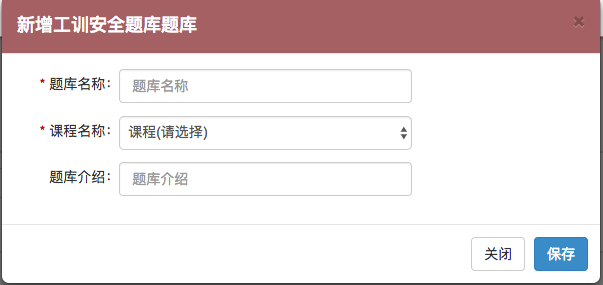 新增工训安全题库题库
×
* 题库名称： 题库名称
* 课程名称： 课程(请选择)
题库介绍： 题库介绍
关闭 保存